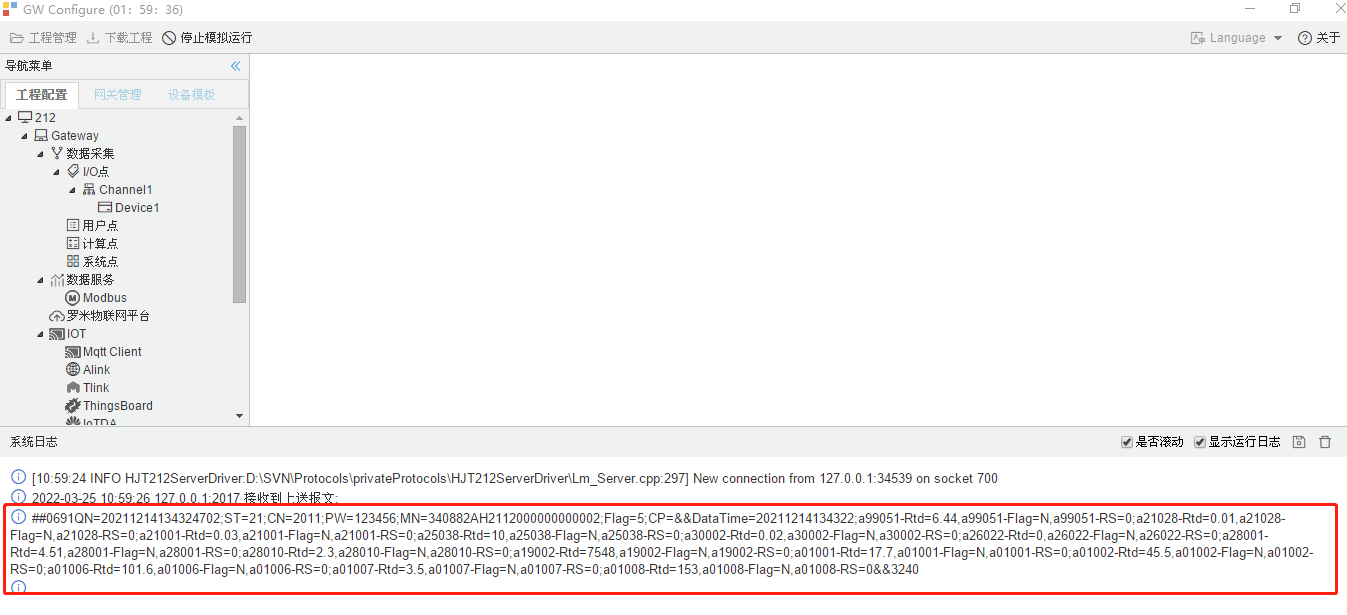 GW Configure (01: 59: 36)
工程管理 下载工程 停止模拟运行 Language 关于
导航菜单
工程配置 网关管理 设备模板
212
Gateway
数据采集
I/O点
Channel1
Device1
用户点
计算点
系统点
数据服务
Modbus
罗米物联网平台
IOT
Mqtt Client
Alink
Tlink
ThingsBoard
IoTDA
系统日志 是否滚动 显示运行日志
[10:59:24 INFO HJT212ServerDriver:D:\SVN\Protocols\privateProtocols\HJT212ServerDriver\Lm_Server.cpp:297] New connection from 127.0.0.1:34539 on socket 700
2022-03-25 10:59:26 127.0.0.1:2017 接收到上送报文:
##0691QN=20211214134324702;ST=21;CN=2011;PW=123456;MN=340882AH2112000000000002;Flag=5;CP=&&DataTime=20211214134322;a99051-Rtd=6.44,a99051-Flag=N,a99051-RS=0;a21028-Rtd=0.01,a21028-
Flag=N,a21028-RS=0;a21001-Rtd=0.03,a21001-Flag=N,a21001-RS=0;a25038-Rtd=10,a25038-Flag=N,a25038-RS=0;a30002-Rtd=0.02,a30002-Flag=N,a30002-RS=0;a26022-Rtd=0,a26022-Flag=N,a26022-RS=0;a28001-
Rtd=4.51,a28001-Flag=N,a28001-RS=0;a28010-Rtd=2.3,a28010-Flag=N,a28010-RS=0;a19002-Rtd=7548,a19002-Flag=N,a19002-RS=0;a01001-Rtd=17.7,a01001-Flag=N,a01001-RS=0;a01002-Rtd=45.5,a01002-Flag=N,a01002-
RS=0;a01006-Rtd=101.6,a01006-Flag=N,a01006-RS=0;a01007-Rtd=3.5,a01007-Flag=N,a01007-RS=0;a01008-Rtd=153,a01008-Flag=N,a01008-RS=0&&3240